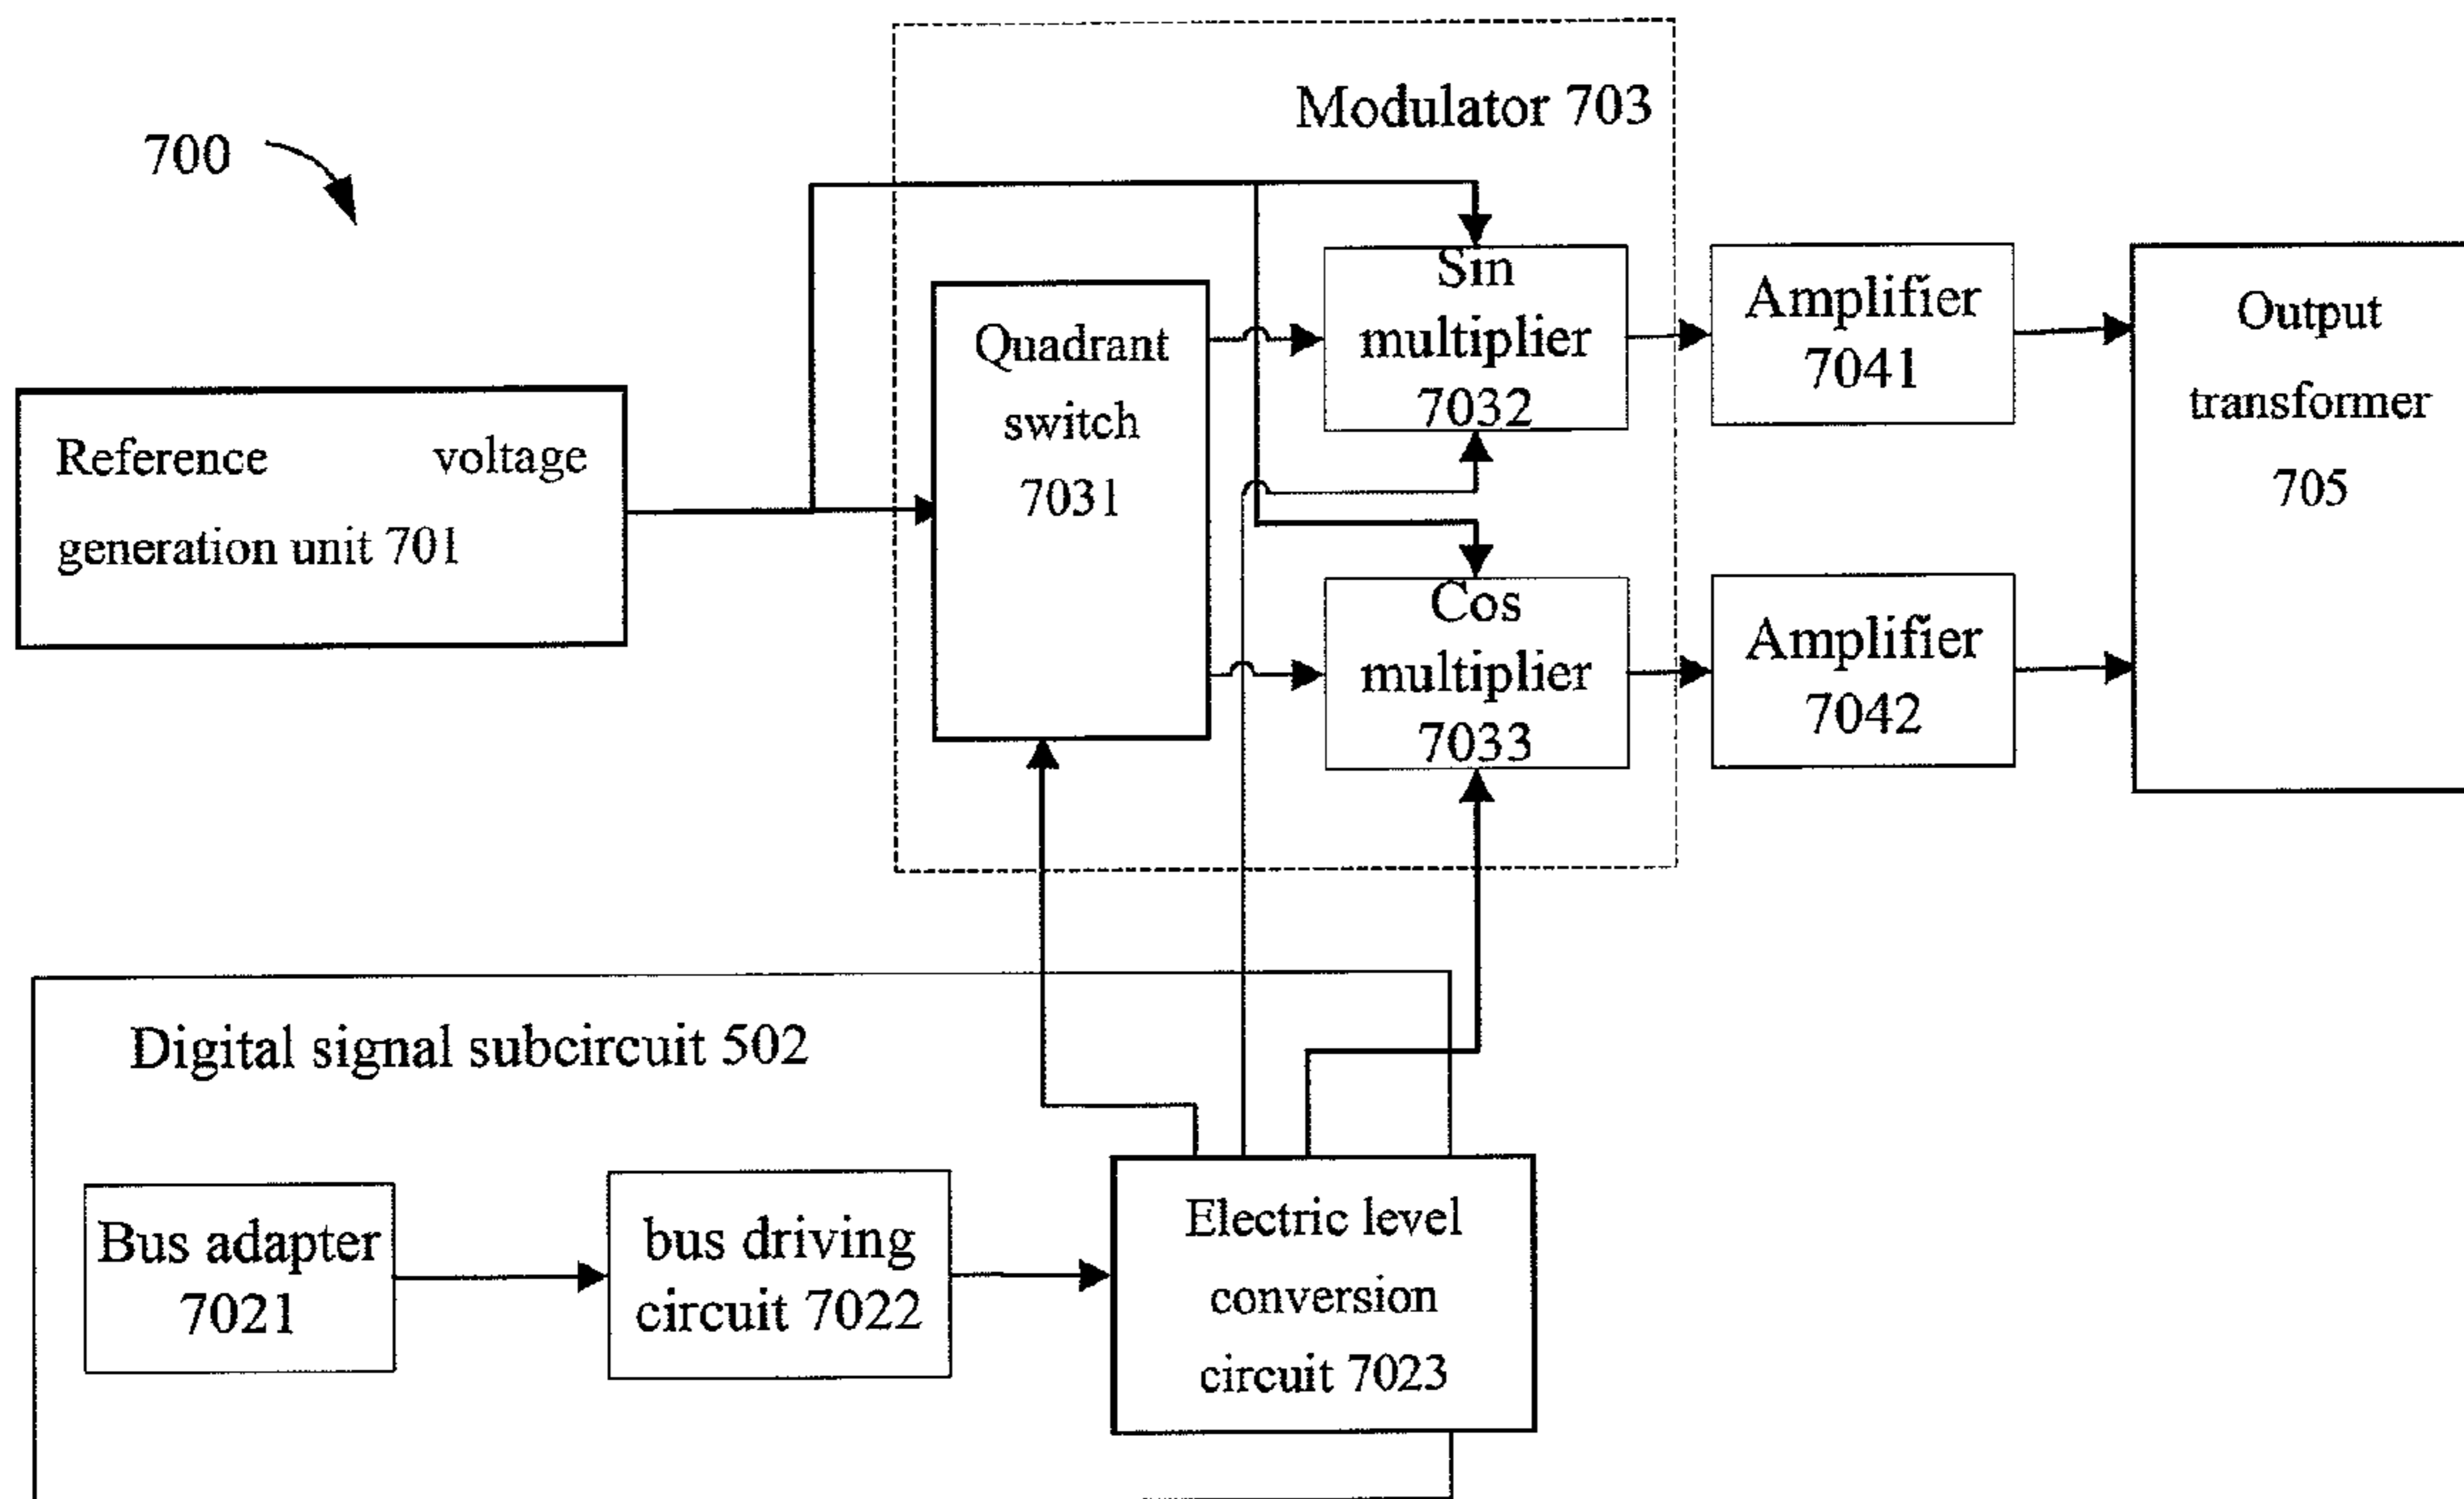 700
Modulator 703
Reference voltage
generation unit 701
Quadrant
switch
7031
Sin
multiplier
7032
Cos
multiplier
7033
Amplifier
7041
Amplifier
7042
Output
transformer
705
Digital signal subcircuit 502
Bus adapter
7021
bus driving
circuit 7022
Electric level
conversion
circuit 7023